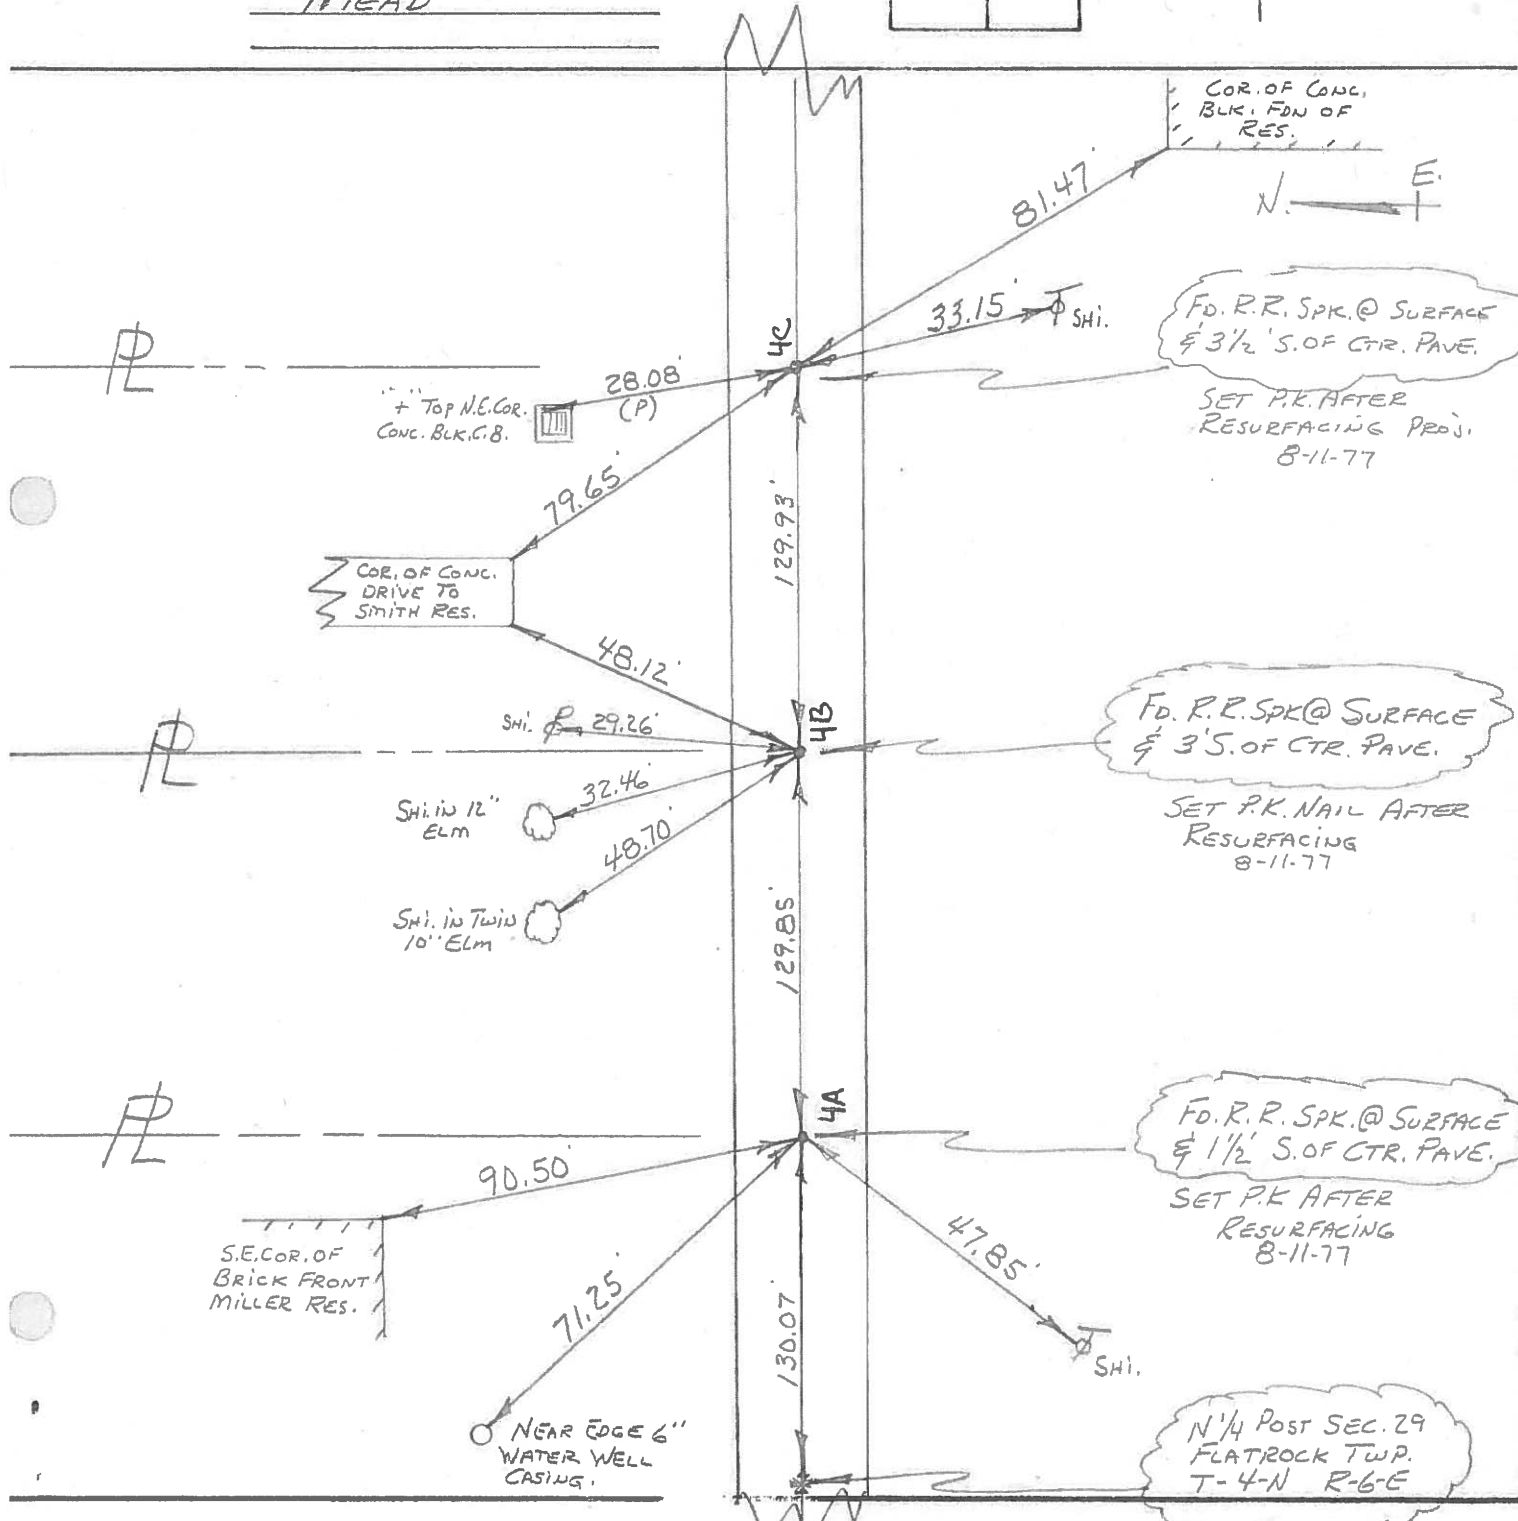 MEAD
COR. OF CONC.
BLK. FDN OF
RES.
N.
E.
81.47'
33.15'
SHI.
FD. R.R. SPK. @ SURFACE
& 3 1/2' S. OF CTR. PAVE.
SET P.K. AFTER
RESURFACING PROJ.
8-11-77
PL
4C
28.08'
(P)
"+" TOP N.E. COR.
CONC. BLK. C.B.
79.65'
129.93'
COR. OF CONC.
DRIVE TO
SMITH RES.
48.12'
SHI.
29.26'
4B
PL
FD. R.R. SPK @ SURFACE
& 3' S. OF CTR. PAVE.
SET P.K. NAIL AFTER
RESURFACING
8-11-77
32.46'
SHI. IN 12"
ELM
48.70'
SHI. IN TWIN
10" ELM
129.85'
4A
PL
FD. R.R. SPK. @ SURFACE
& 1 1/2' S. OF CTR. PAVE.
SET P.K AFTER
RESURFACING
8-11-77
90.50'
S.E. COR. OF
BRICK FRONT
MILLER RES.
71.25'
47.85'
130.07'
SHI.
NEAR EDGE 6"
WATER WELL
CASING.
N 1/4 POST SEC. 29
FLATROCK TWP.
T-4-N R-6-E